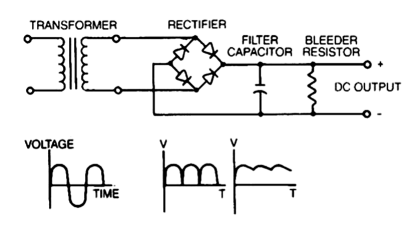 TRANSFORMER
RECTIFIER
FILTER
CAPACITOR
BLEEDER
RESISTOR
+
DC OUTPUT
-
VOLTAGE
TIME
V
T
V
T